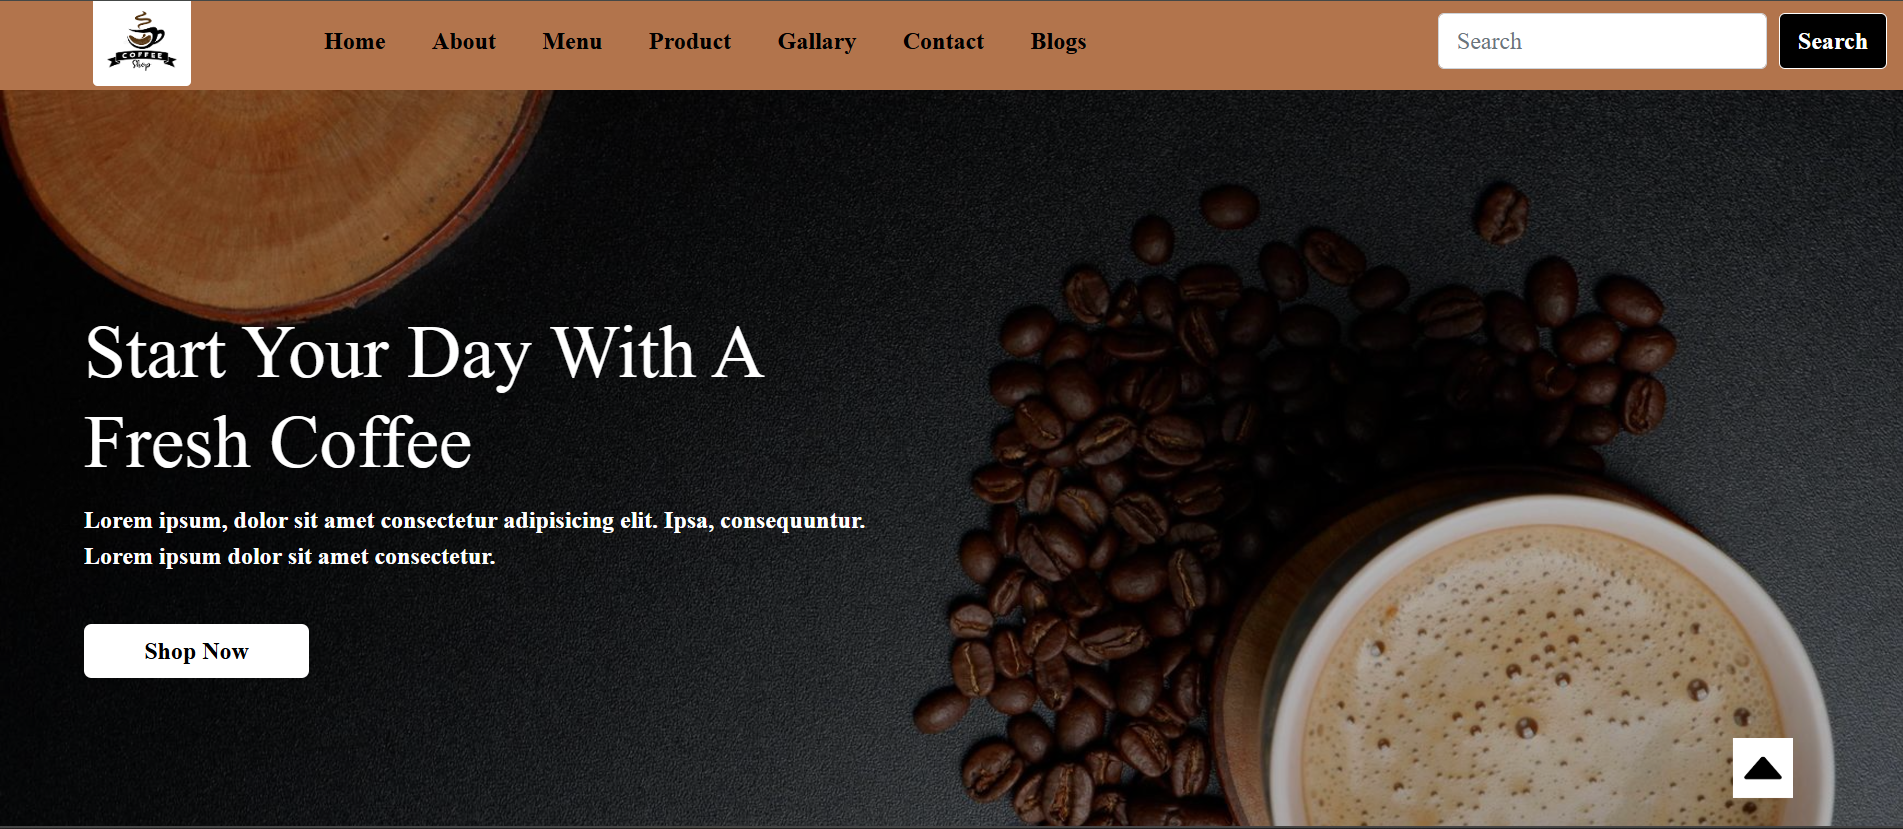 COFFEE
Shop
Home About Menu Product Gallary Contact Blogs
Search Search
Start Your Day With A
Fresh Coffee
Lorem ipsum, dolor sit amet consectetur adipisicing elit. Ipsa, consequuntur.
Lorem ipsum dolor sit amet consectetur.
Shop Now